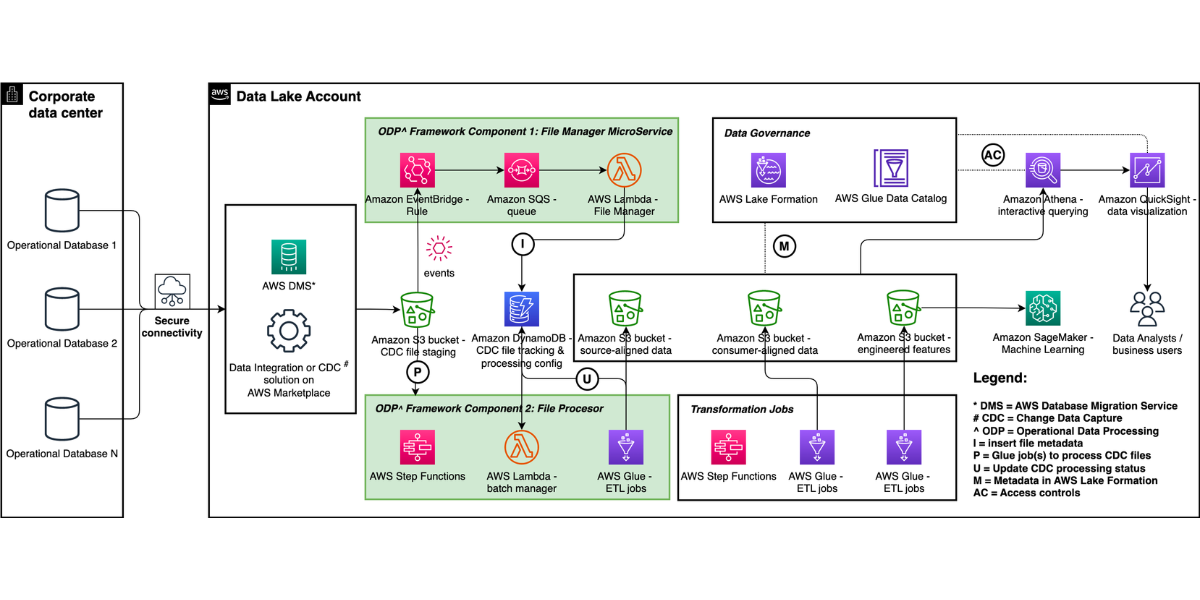 Corporate
data center
aws
Data Lake Account
Operational Database 1
Operational Database 2
Operational Database N
Secure
connectivity
AWS DMS*
Data Integration or CDC #
solution on
AWS Marketplace
ODP^ Framework Component 1: File Manager MicroService
Amazon EventBridge -
Rule
Amazon SQS -
queue
AWS Lambda -
File Manager
events
I
Amazon S3 bucket -
CDC file staging
Amazon DynamoDB -
CDC file tracking &
processing config
P
U
ODP^ Framework Component 2: File Procesor
AWS Step Functions
AWS Lambda -
batch manager
AWS Glue -
ETL jobs
Data Governance
AWS Lake Formation
AWS Glue Data Catalog
M
AC
Amazon S3 bucket -
source-aligned data
Amazon S3 bucket -
consumer-aligned data
Amazon S3 bucket -
engineered features
Transformation Jobs
AWS Step Functions
AWS Glue -
ETL jobs
AWS Glue -
ETL jobs
Amazon Athena -
interactive querying
Amazon QuickSight -
data visualization
Amazon SageMaker -
Machine Learning
Data Analysts /
business users
Legend:
* DMS = AWS Database Migration Service
# CDC = Change Data Capture
^ ODP = Operational Data Processing
I = insert file metadata
P = Glue job(s) to process CDC files
U = Update CDC processing status
M = Metadata in AWS Lake Formation
AC = Access controls